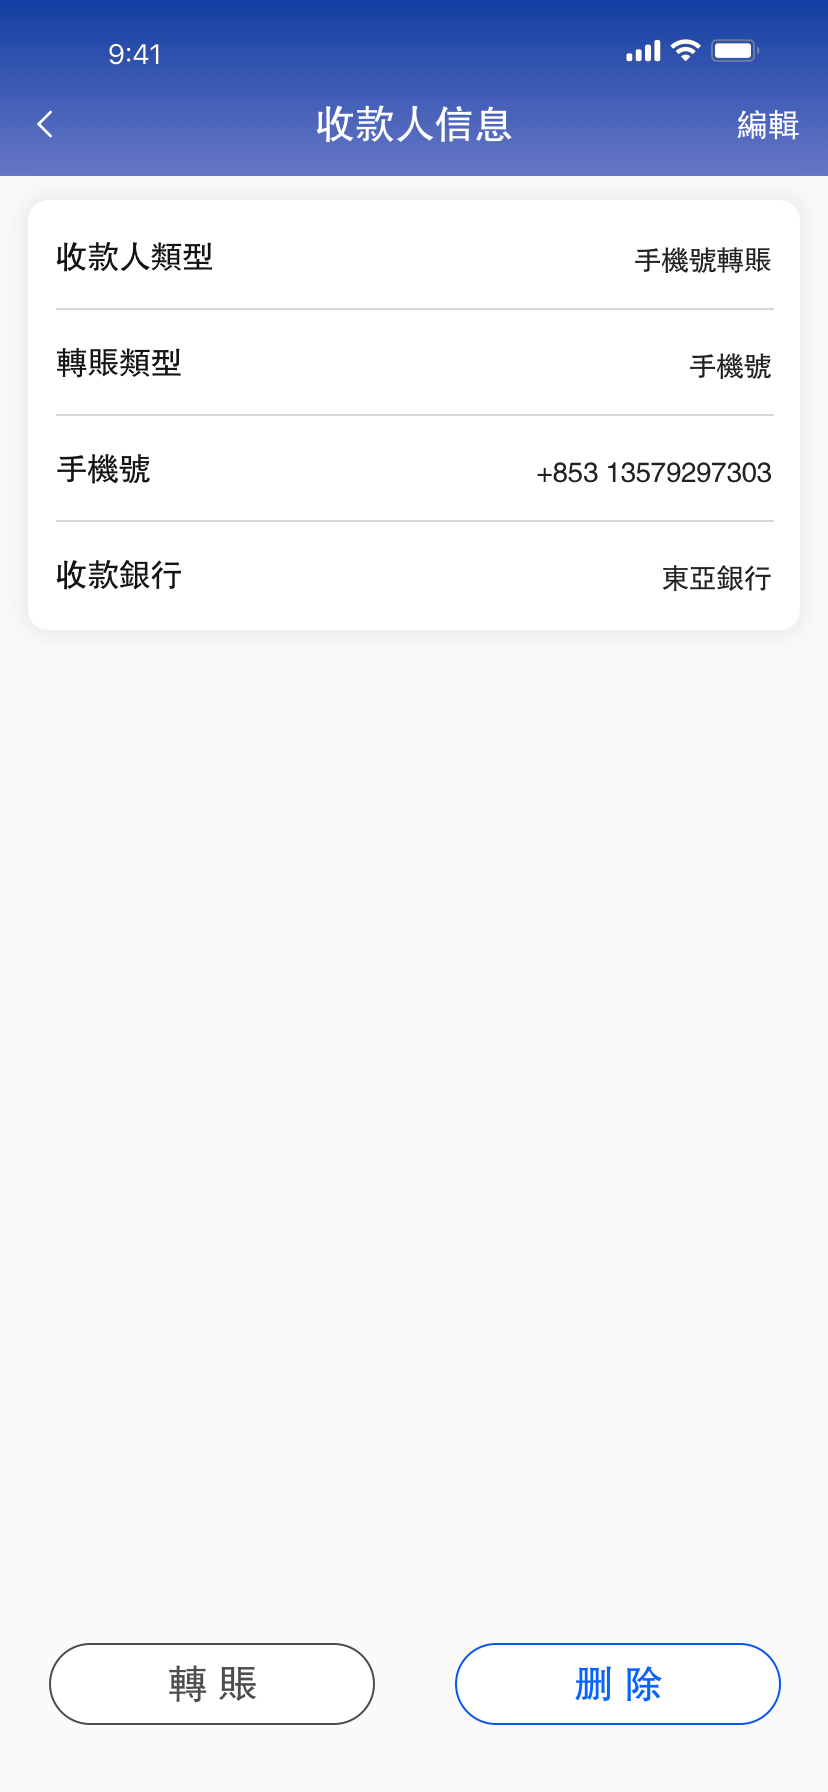 9:41
收款人信息
編輯
收款人類型
手機號轉賬
轉賬類型
手機號
手機號
+853 13579297303
收款銀行
東亞銀行
轉賬
删除